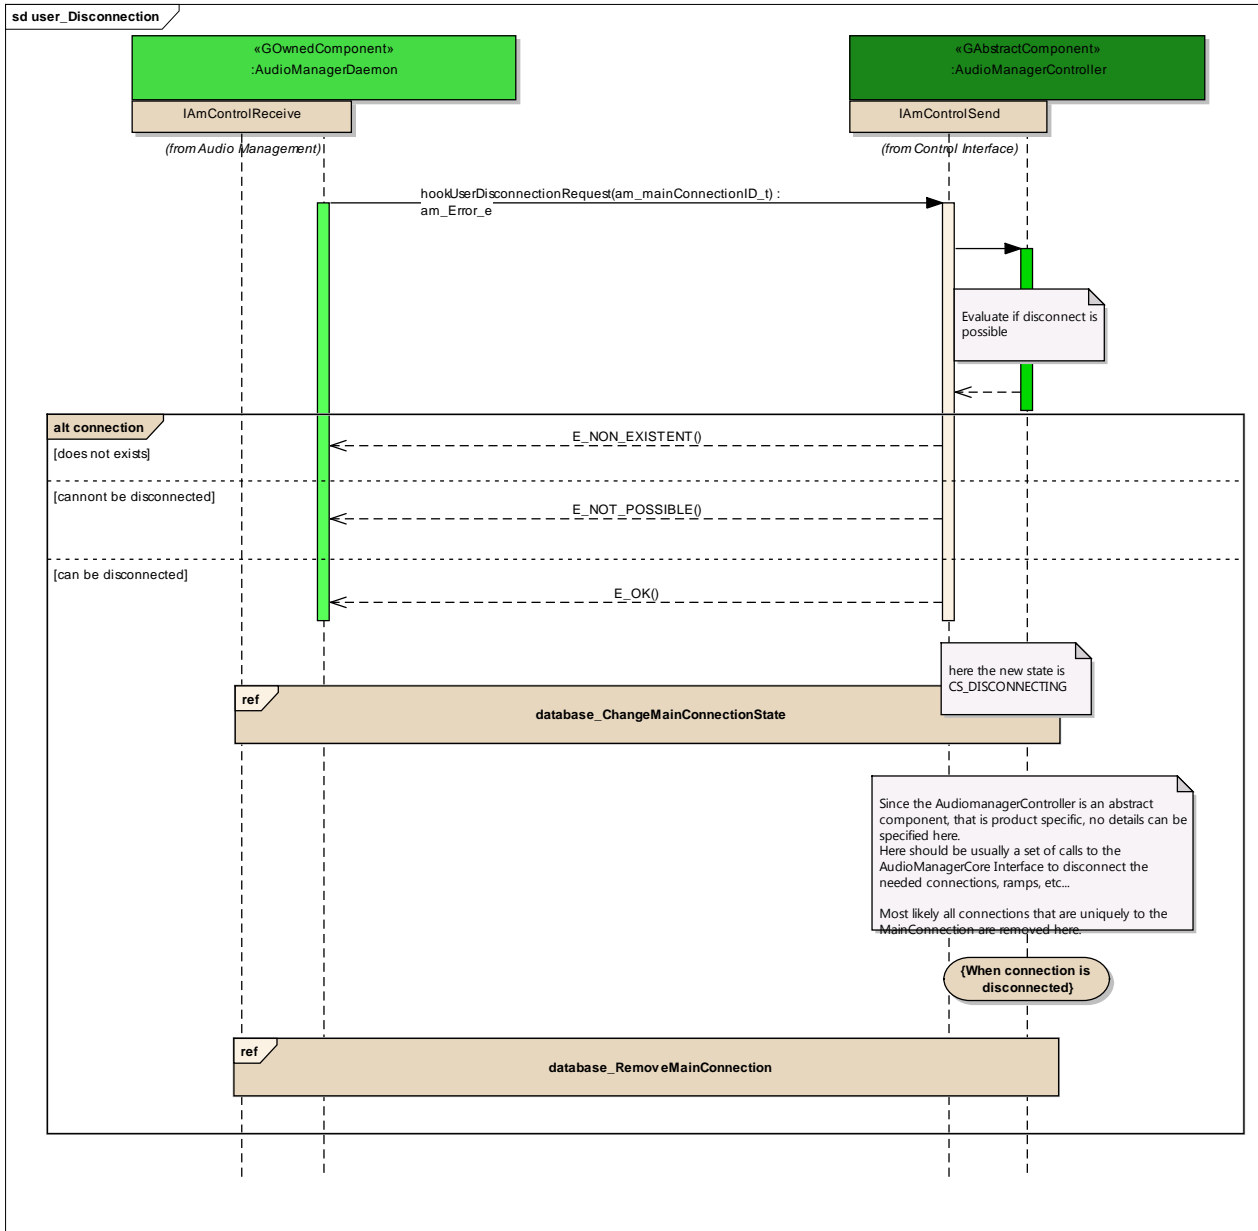 sd user_Disconnection
«GOwnedComponent»
:AudioManagerDaemon
«GAbstractComponent»
:AudioManagerController
IAmControlReceive
IAmControlSend
(from Audio Management)
(from Control Interface)
hookUserDisconnectionRequest(am_mainConnectionID_t) :
am_Error_e
Evaluate if disconnect is
possible
alt connection
[does not exists]
E_NON_EXISTENT()
[cannont be disconnected]
E_NOT_POSSIBLE()
[can be disconnected]
E_OK()
here the new state is
CS_DISCONNECTING
ref
database_ChangeMainConnectionState
Since the AudiomanagerController is an abstract
component, that is product specific, no details can be
specified here.
Here should be usually a set of calls to the
AudioManagerCore Interface to disconnect the
needed connections, ramps, etc...
Most likely all connections that are uniquely to the
MainConnection are removed here.
{When connection is
disconnected}
ref
database_RemoveMainConnection